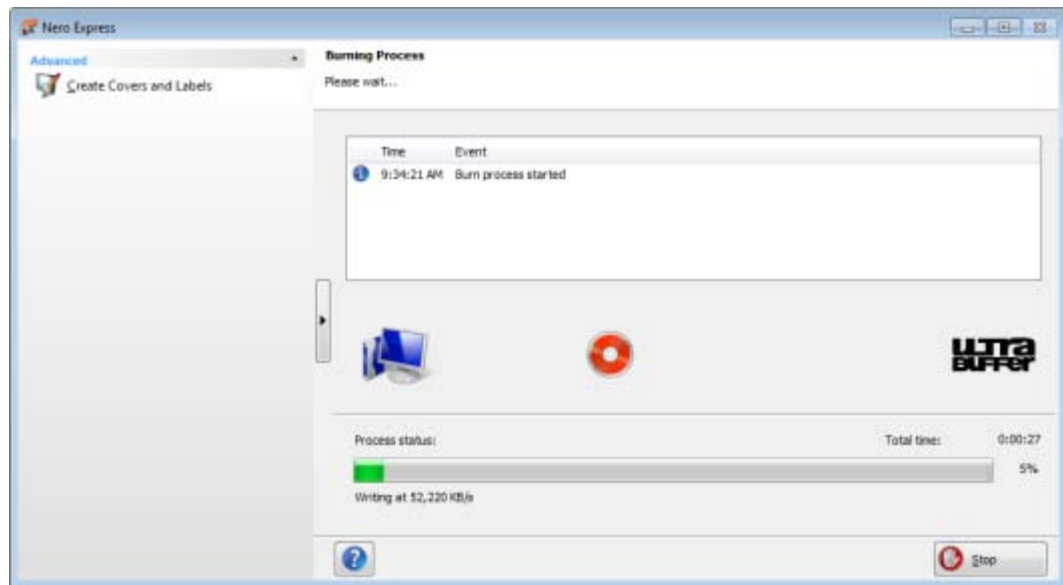 Nero Express
Advanced
Create Covers and Labels
Burning Process
Please wait...
Time Event
9:34:21 AM Burn process started
ULTRA
BUFFER
Process status:
Total time: 0:00:27
5%
Writing at 52,220 KB/s
Stop